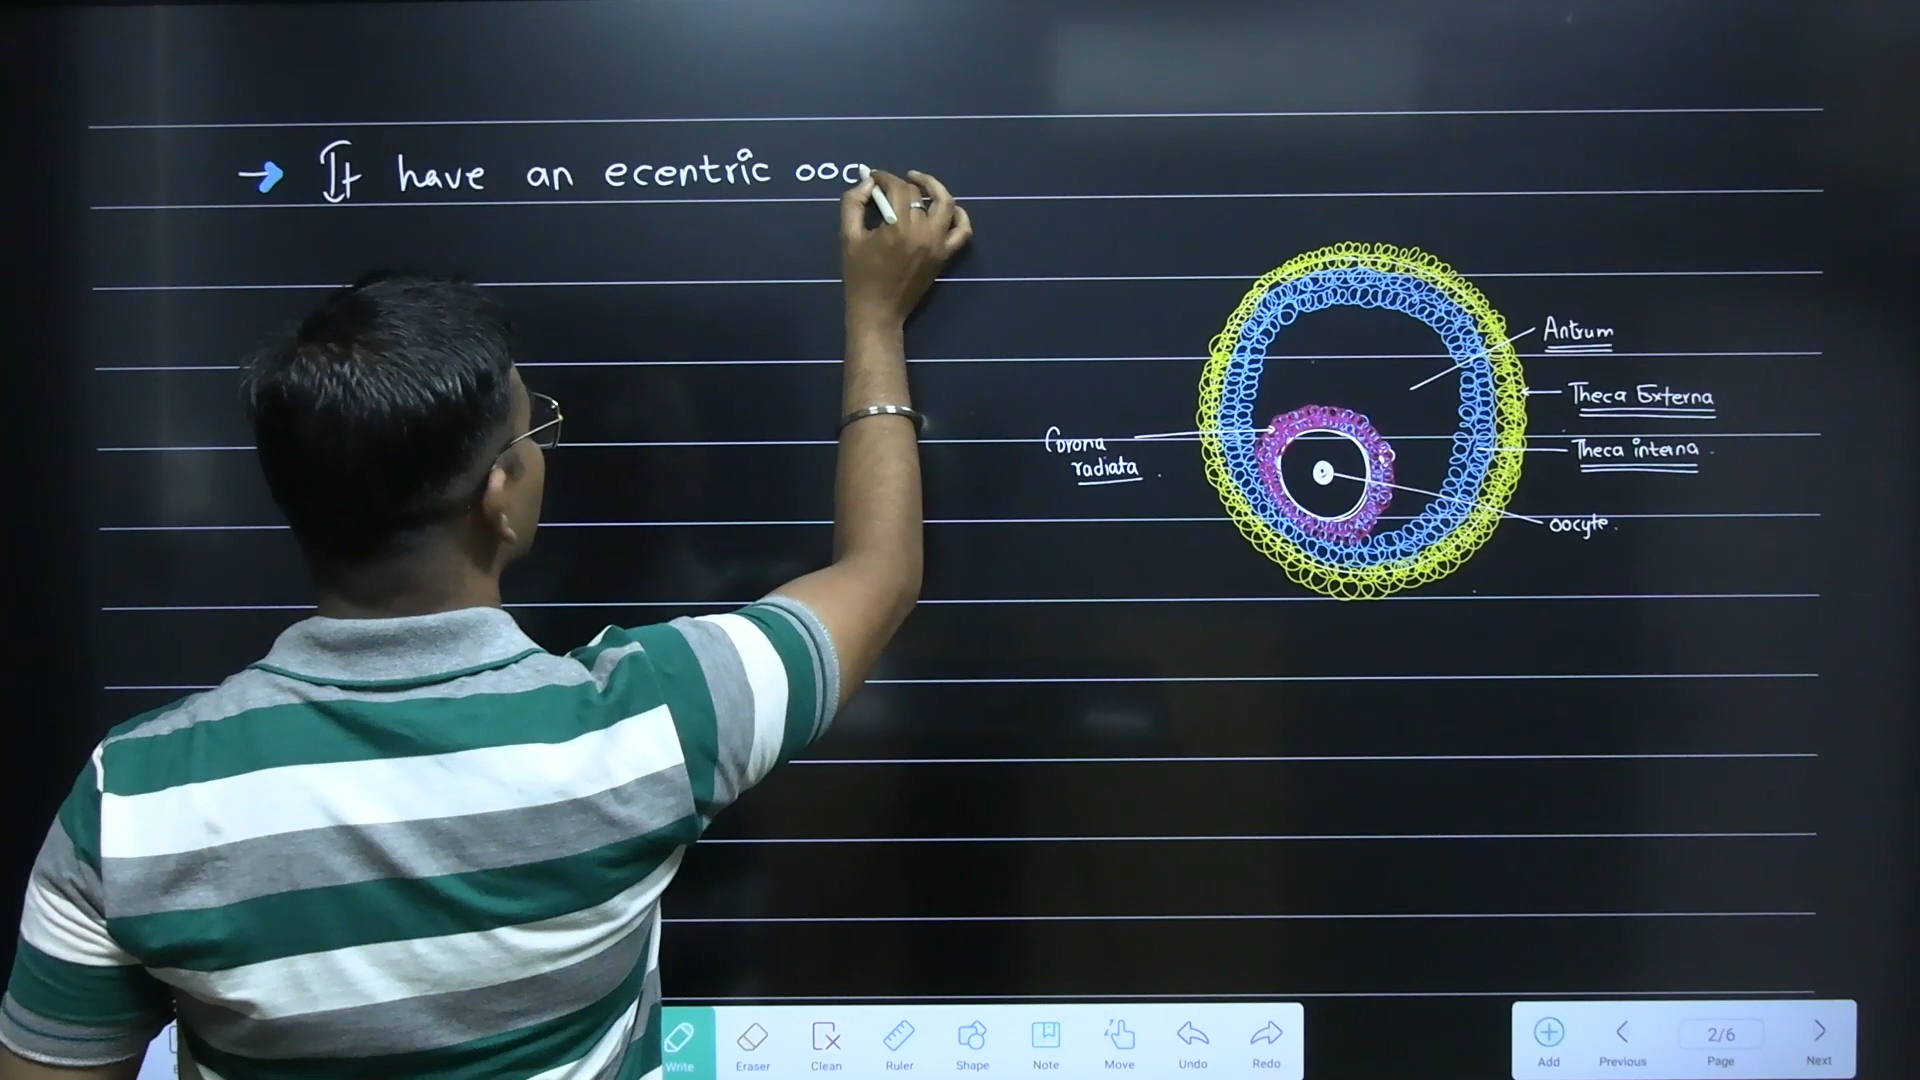 → It have an ecentric ooc
Antrum
Theca Externa
Corona
radiata
Theca interna
oocyte.
Write
Eraser
Clean
Ruler
Shape
Note
Move
Undo
Redo
Add
Previous
2/6
Page
Next